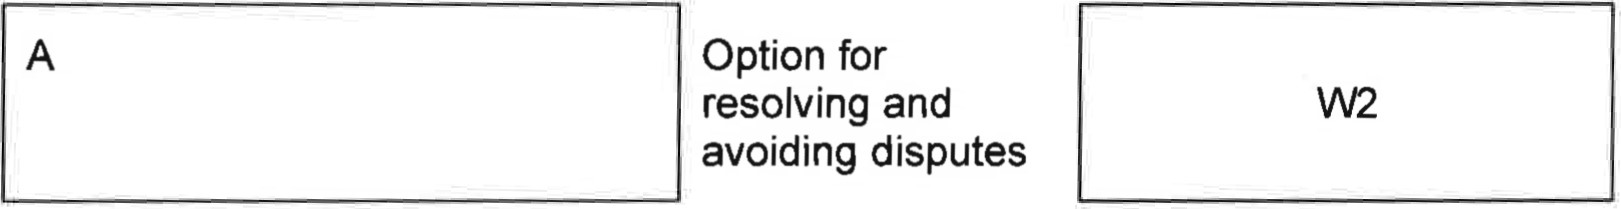 A
Option for
resolving and
avoiding disputes
W2